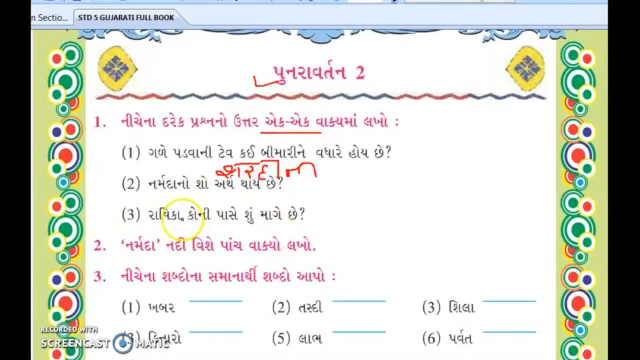 n Sectio...
STD 5 GUJARATI FULL BOOK
પુનરાવર્તન 2
1. નીચેના દરેક પ્રશ્નનો ઉત્તર એક-એક વાક્યમાં લખો :
(1) ગળે પડવાની ટેવ કઈ બીમારીને વધારે હોય છે?
શરદીન
(2) નર્મદાનો શો અર્થ થાય છે?
(3) રાવિકા કોની પાસે શું માગે છે?
2. 'નર્મદા' નદી વિશે પાંચ વાક્યો લખો.
3. નીચેના શબ્દોના સમાનાર્થી શબ્દો આપો :
(1) ખબર (2) તસ્દી (3) શિલા
કિનારો (5) લાભ (6) પર્વત
RECORDED WITH
SCREENCAST MATIC